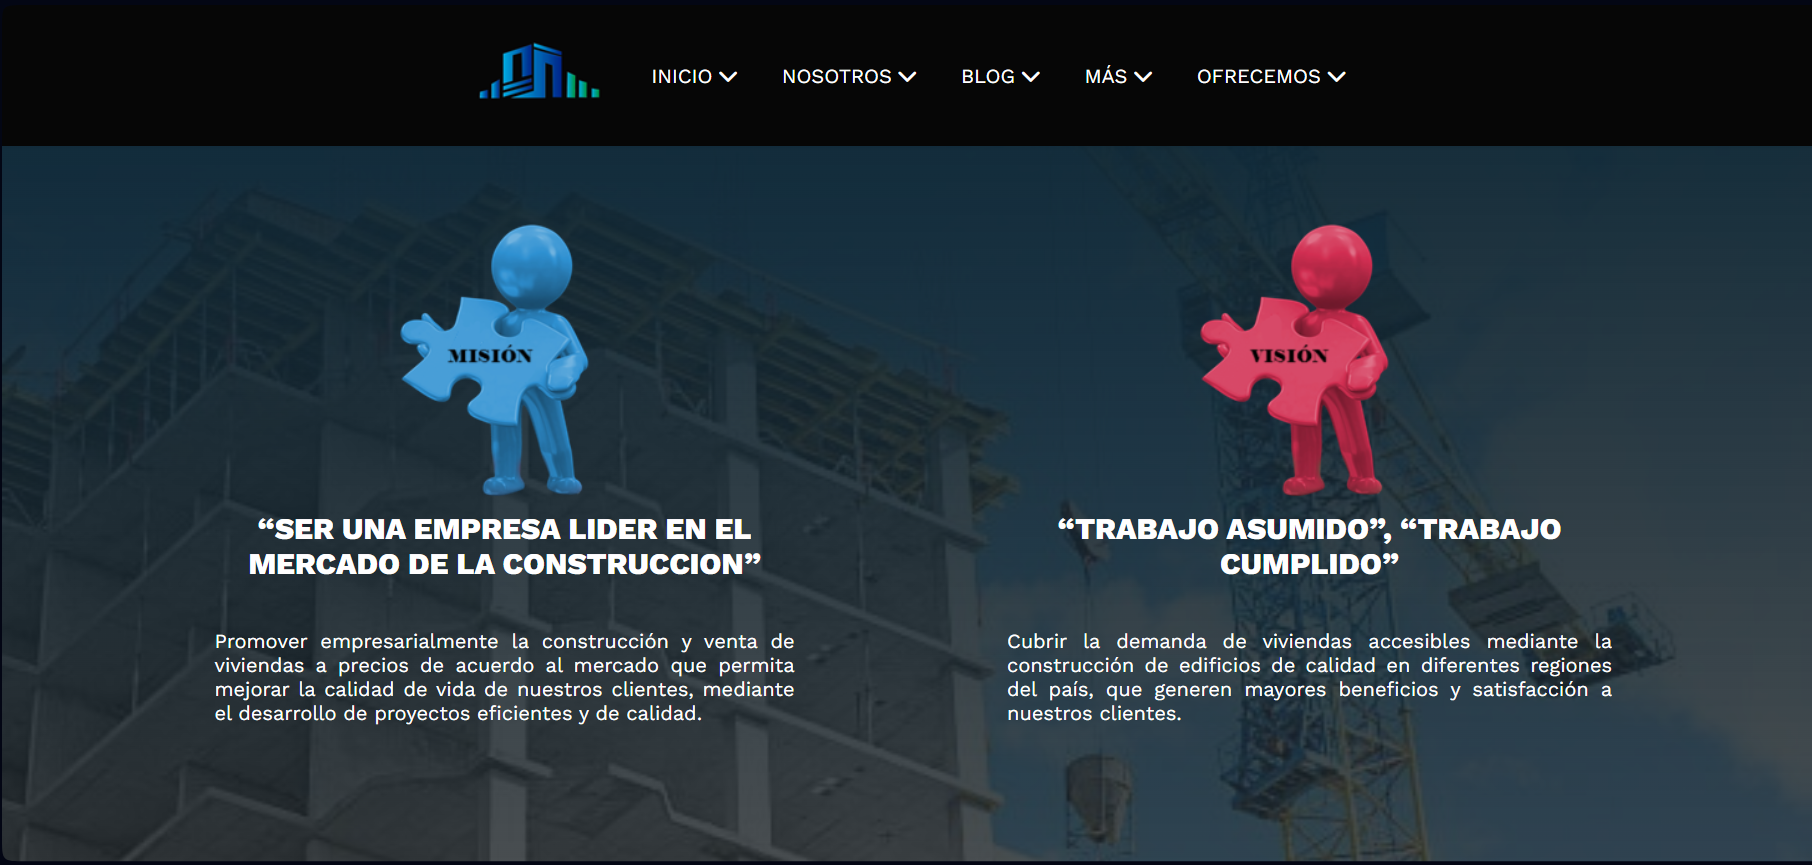 INICIO
NOSOTROS
BLOG
MÁS
OFRECEMOS
MISIÓN
“SER UNA EMPRESA LIDER EN EL
MERCADO DE LA CONSTRUCCION”
Promover empresarialmente la construcción y venta de
viviendas a precios de acuerdo al mercado que permita
mejorar la calidad de vida de nuestros clientes, mediante
el desarrollo de proyectos eficientes y de calidad.
VISIÓN
“TRABAJO ASUMIDO”, “TRABAJO
CUMPLIDO”
Cubrir la demanda de viviendas accesibles mediante la
construcción de edificios de calidad en diferentes regiones
del país, que generen mayores beneficios y satisfacción a
nuestros clientes.